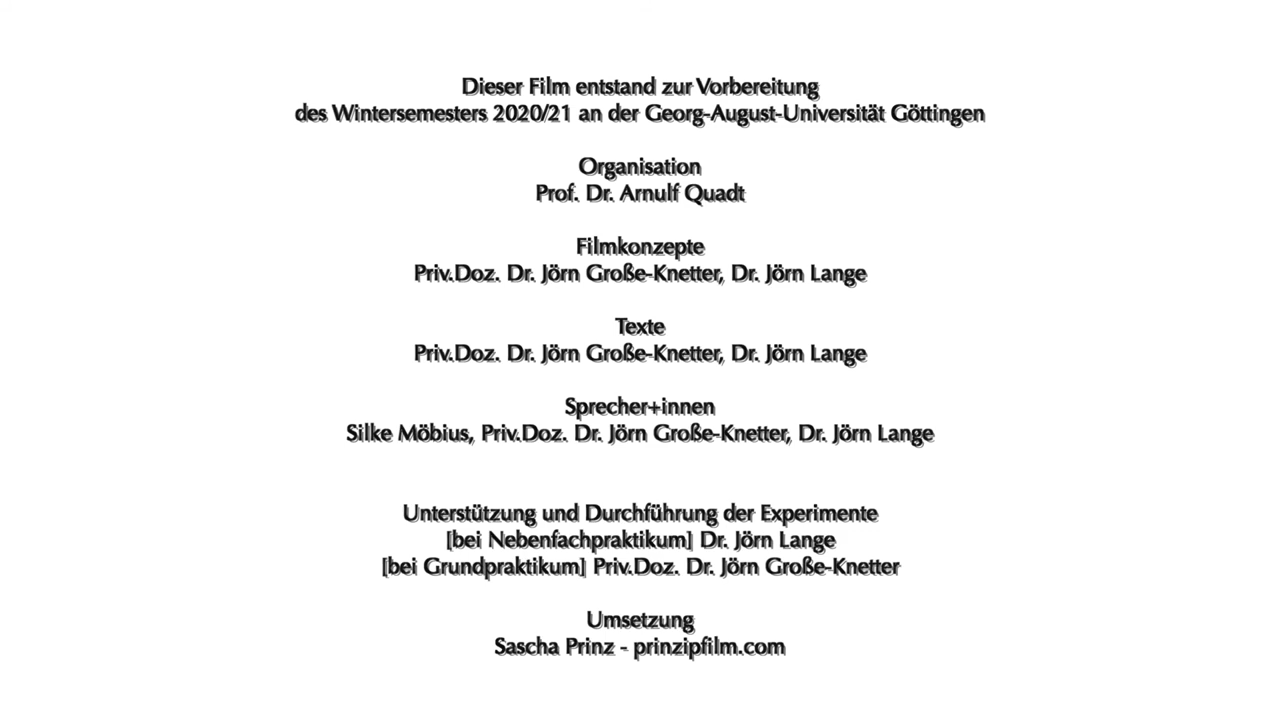 Dieser Film entstand zur Vorbereitung
des Wintersemesters 2020/21 an der Georg-August-Universität Göttingen
Organisation
Prof. Dr. Arnulf Quadt
Filmkonzepte
Priv.Doz. Dr. Jörn Große-Knetter, Dr. Jörn Lange
Texte
Priv.Doz. Dr. Jörn Große-Knetter, Dr. Jörn Lange
Sprecher+innen
Silke Möbius, Priv.Doz. Dr. Jörn Große-Knetter, Dr. Jörn Lange
Unterstützung und Durchführung der Experimente
[bei Nebenfachpraktikum] Dr. Jörn Lange
[bei Grundpraktikum] Priv.Doz. Dr. Jörn Große-Knetter
Umsetzung
Sascha Prinz - prinzipfilm.com